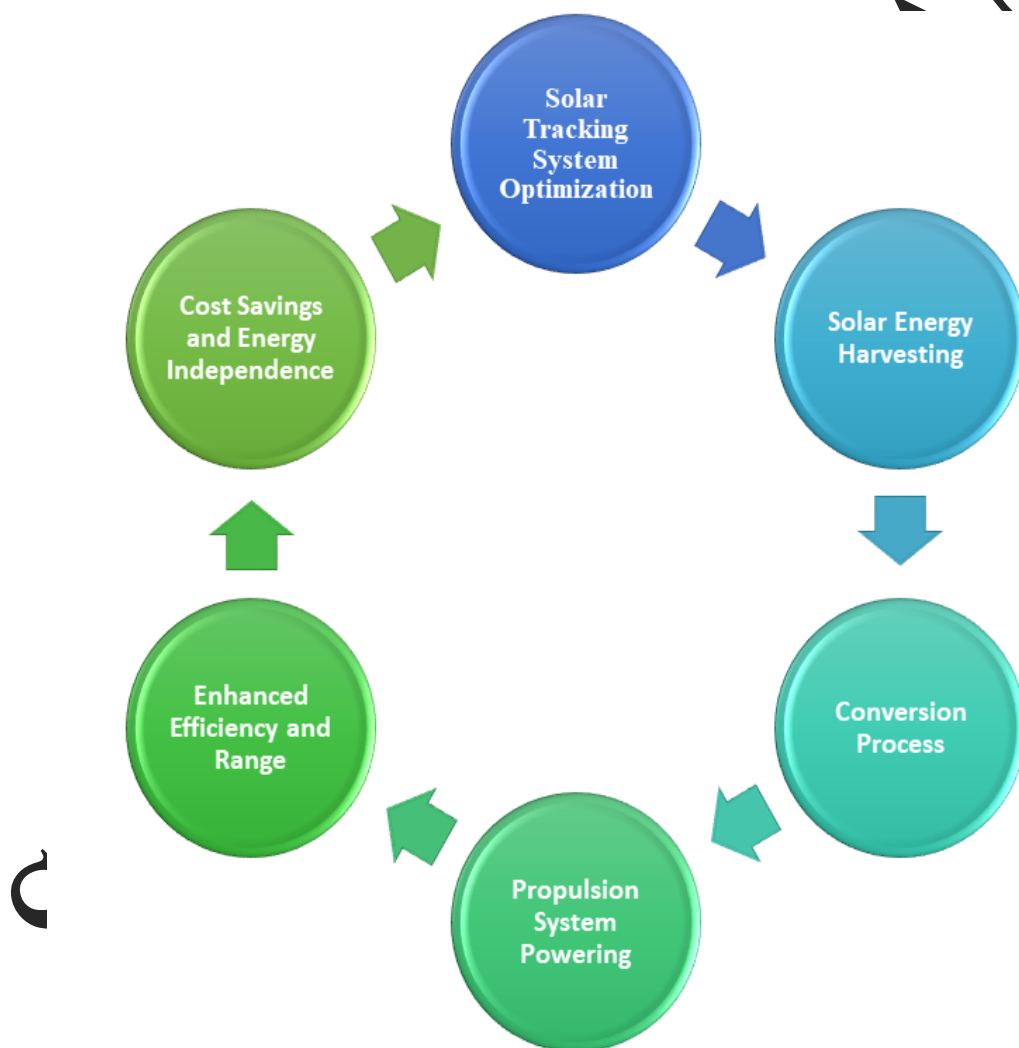 Solar
Tracking
System
Optimization
Solar Energy
Harvesting
Conversion
Process
Propulsion
System
Powering
Enhanced
Efficiency and
Range
Cost Savings
and Energy
Independence